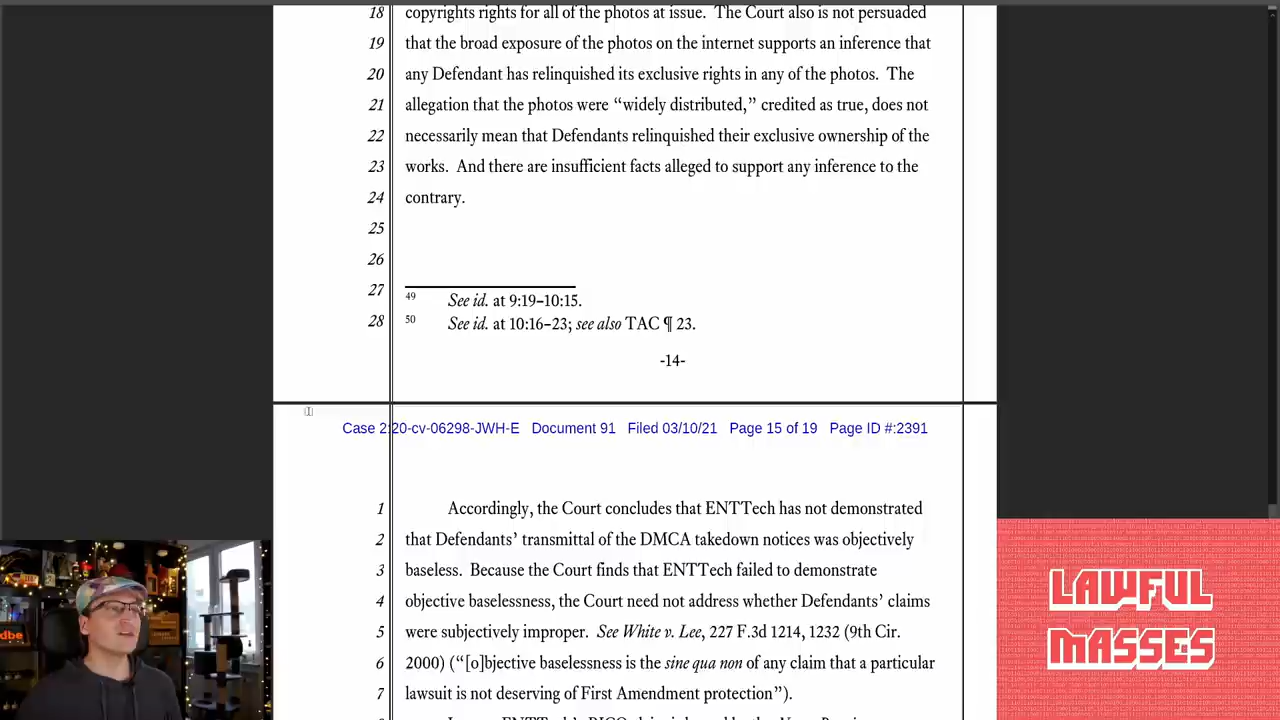 18 copyrights rights for all of the photos at issue. The Court also is not persuaded
19 that the broad exposure of the photos on the internet supports an inference that
20 any Defendant has relinquished its exclusive rights in any of the photos. The
21 allegation that the photos were “widely distributed,” credited as true, does not
22 necessarily mean that Defendants relinquished their exclusive ownership of the
23 works. And there are insufficient facts alleged to support any inference to the
24 contrary.
25
26
27
49 See id. at 9:19–10:15.
28
50 See id. at 10:16–23; see also TAC ¶ 23.
-14-
Case 2:20-cv-06298-JWH-E Document 91 Filed 03/10/21 Page 15 of 19 Page ID #:2391
1 Accordingly, the Court concludes that ENTTech has not demonstrated
2 that Defendants’ transmittal of the DMCA takedown notices was objectively
3 baseless. Because the Court finds that ENTTech failed to demonstrate
4 objective baselessness, the Court need not address whether Defendants’ claims
5 were subjectively improper. See White v. Lee, 227 F.3d 1214, 1232 (9th Cir.
6 2000) (“[o]bjective baselessness is the sine qua non of any claim that a particular
7 lawsuit is not deserving of First Amendment protection”).
dbe
LAWFUL
MASSES